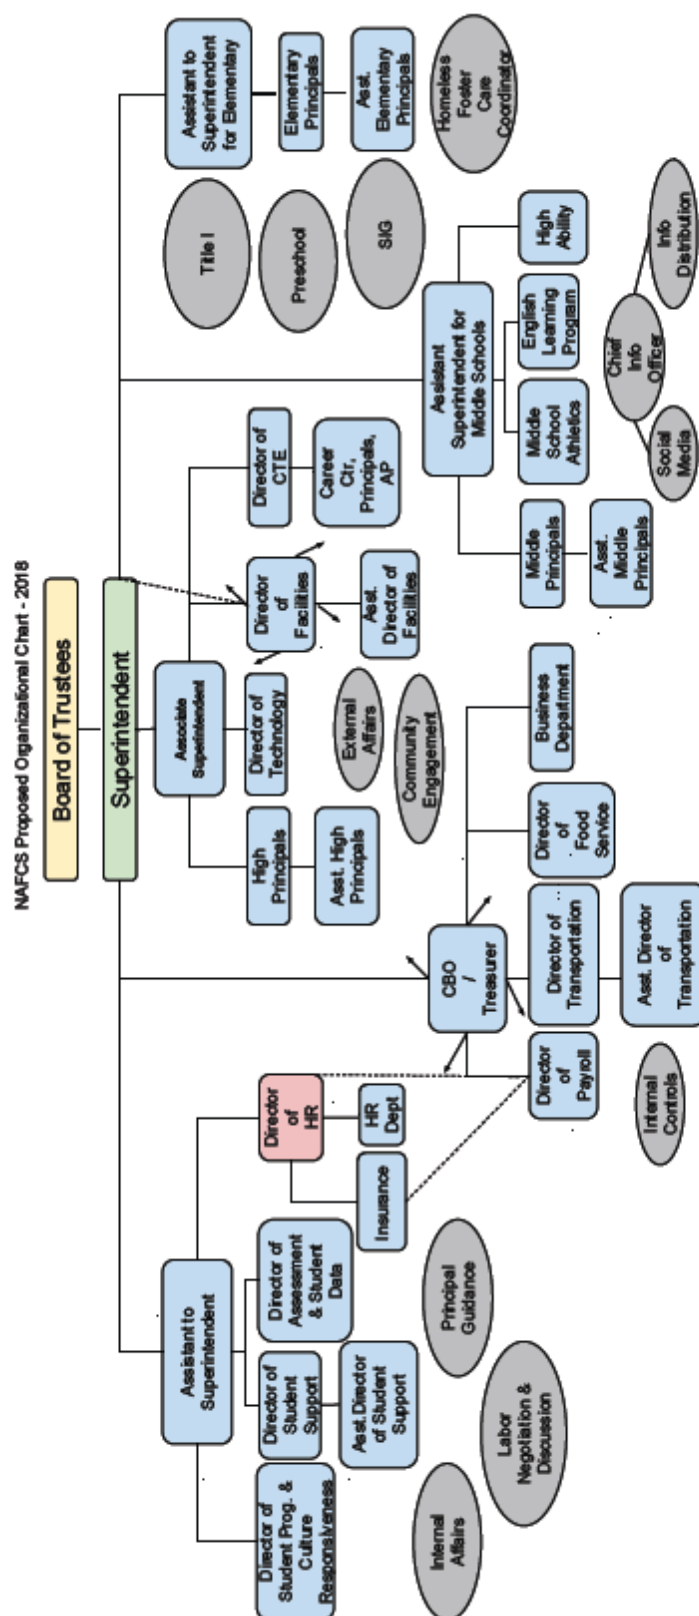 NAFCS Proposed Organizational Chart - 2018
Board of Trustees
Superintendent
Assistant to
Superintendent
Director of
Student Prog. &
Culture
Responsiveness
Director of
Student
Support
Asst.Director
of Student
Support
Director of
Assessment
& Student
Data
Director
of
HR
Insurance
HR
Dept
Internal
Affairs
Labor
Negotiation &
Discussion
Principal
Guidance
CBO
/
Treasurer
Director
of
Payroll
Director of
Transportation
Asst. Director
of
Transportation
Director
of
Food
Service
Business
Department
Internal
Controls
Associate
Superintendent
High
Principals
Asst. High
Principals
Director of
Technology
Director
of
Facilities
Asst.
Director of
Facilities
Director of
CTE
Career
Ctr,
Principals,
AP
External
Affairs
Community
Engagement
Assistant
Superintendent for
Middle Schools
Middle
Principals
Asst. Middle
Principals
Middle
School
Athletics
English
Learning
Program
High
Ability
Social
Media
Chief
Info
Officer
Info
Distribution
Assistant to
Superintendent
for Elementary
Elementary
Principals
Asst.
Elementary
Principals
Title I
Preschool
SIG
Homeless
Foster
Care
Coordinator